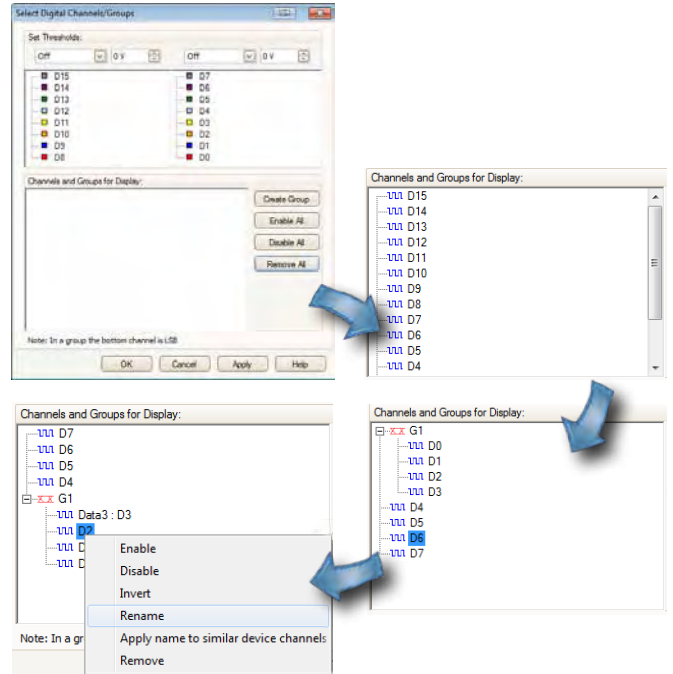 Select Digital Channels/Groups
Set Thresholds:
Off 0 V Off 0 V
D15 D7
D14 D6
D13 D5
D12 D4
D11 D3
D10 D2
D9 D1
D8 D0
Channels and Groups for Display:
Create Group
Enable All
Disable All
Remove All
Note: In a group the bottom channel is LSB
OK Cancel Apply Help
Channels and Groups for Display:
D15
D14
D13
D12
D11
D10
D9
D8
D7
D6
D5
D4
Channels and Groups for Display:
G1
D0
D1
D2
D3
D4
D5
D6
D7
Channels and Groups for Display:
D7
D6
D5
D4
G1
Data3 : D3
D2
D
D
Enable
Disable
Invert
Rename
Apply name to similar device channels
Remove
Note: In a gr